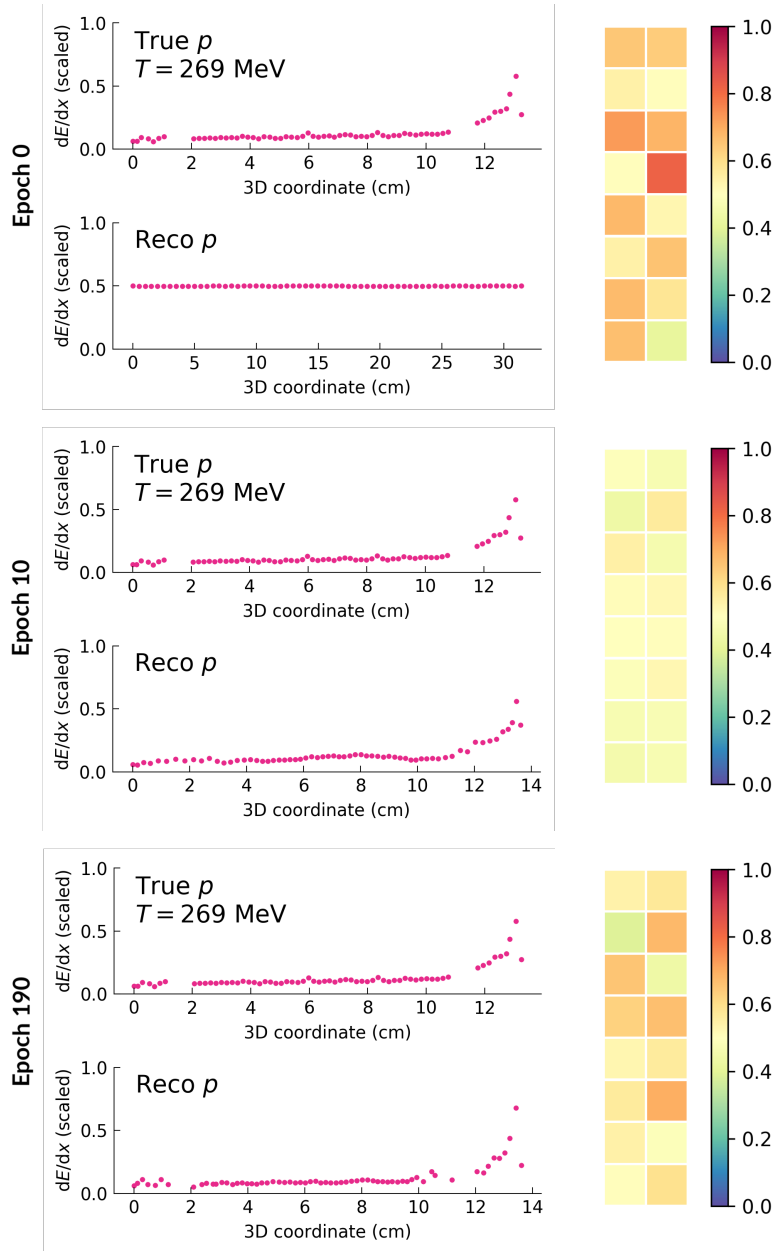 Epoch 0
True p
T = 269 MeV
dE/dx (scaled)
1.0
0.5
0.0
0 2 4 6 8 10 12
3D coordinate (cm)
Reco p
dE/dx (scaled)
1.0
0.5
0.0
0 5 10 15 20 25 30
3D coordinate (cm)
1.0
0.8
0.6
0.4
0.2
0.0
Epoch 10
True p
T = 269 MeV
dE/dx (scaled)
1.0
0.5
0.0
0 2 4 6 8 10 12
3D coordinate (cm)
Reco p
dE/dx (scaled)
1.0
0.5
0.0
0 2 4 6 8 10 12 14
3D coordinate (cm)
1.0
0.8
0.6
0.4
0.2
0.0
Epoch 190
True p
T = 269 MeV
dE/dx (scaled)
1.0
0.5
0.0
0 2 4 6 8 10 12
3D coordinate (cm)
Reco p
dE/dx (scaled)
1.0
0.5
0.0
0 2 4 6 8 10 12 14
3D coordinate (cm)
1.0
0.8
0.6
0.4
0.2
0.0